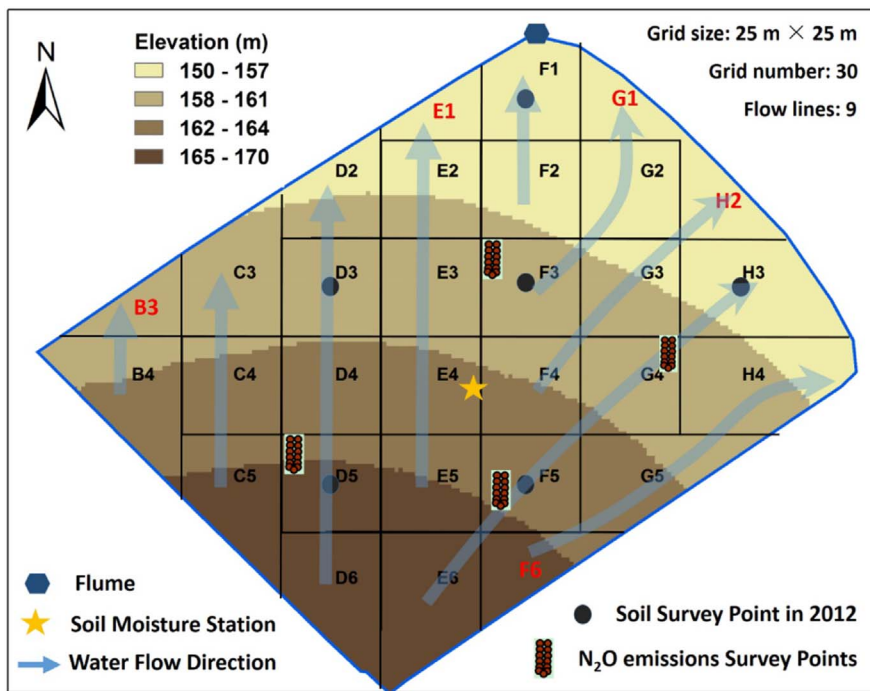 N
Elevation (m)
150 - 157
158 - 161
162 - 164
165 - 170
Grid size: 25 m × 25 m
Grid number: 30
Flow lines: 9
F1
E1
G1
D2
E2
F2
G2
H2
B3
C3
D3
E3
F3
G3
H3
B4
C4
D4
E4
F4
G4
H4
C5
D5
E5
F5
G5
D6
E6
F6
Flume
Soil Moisture Station
Water Flow Direction
Soil Survey Point in 2012
N₂O emissions Survey Points